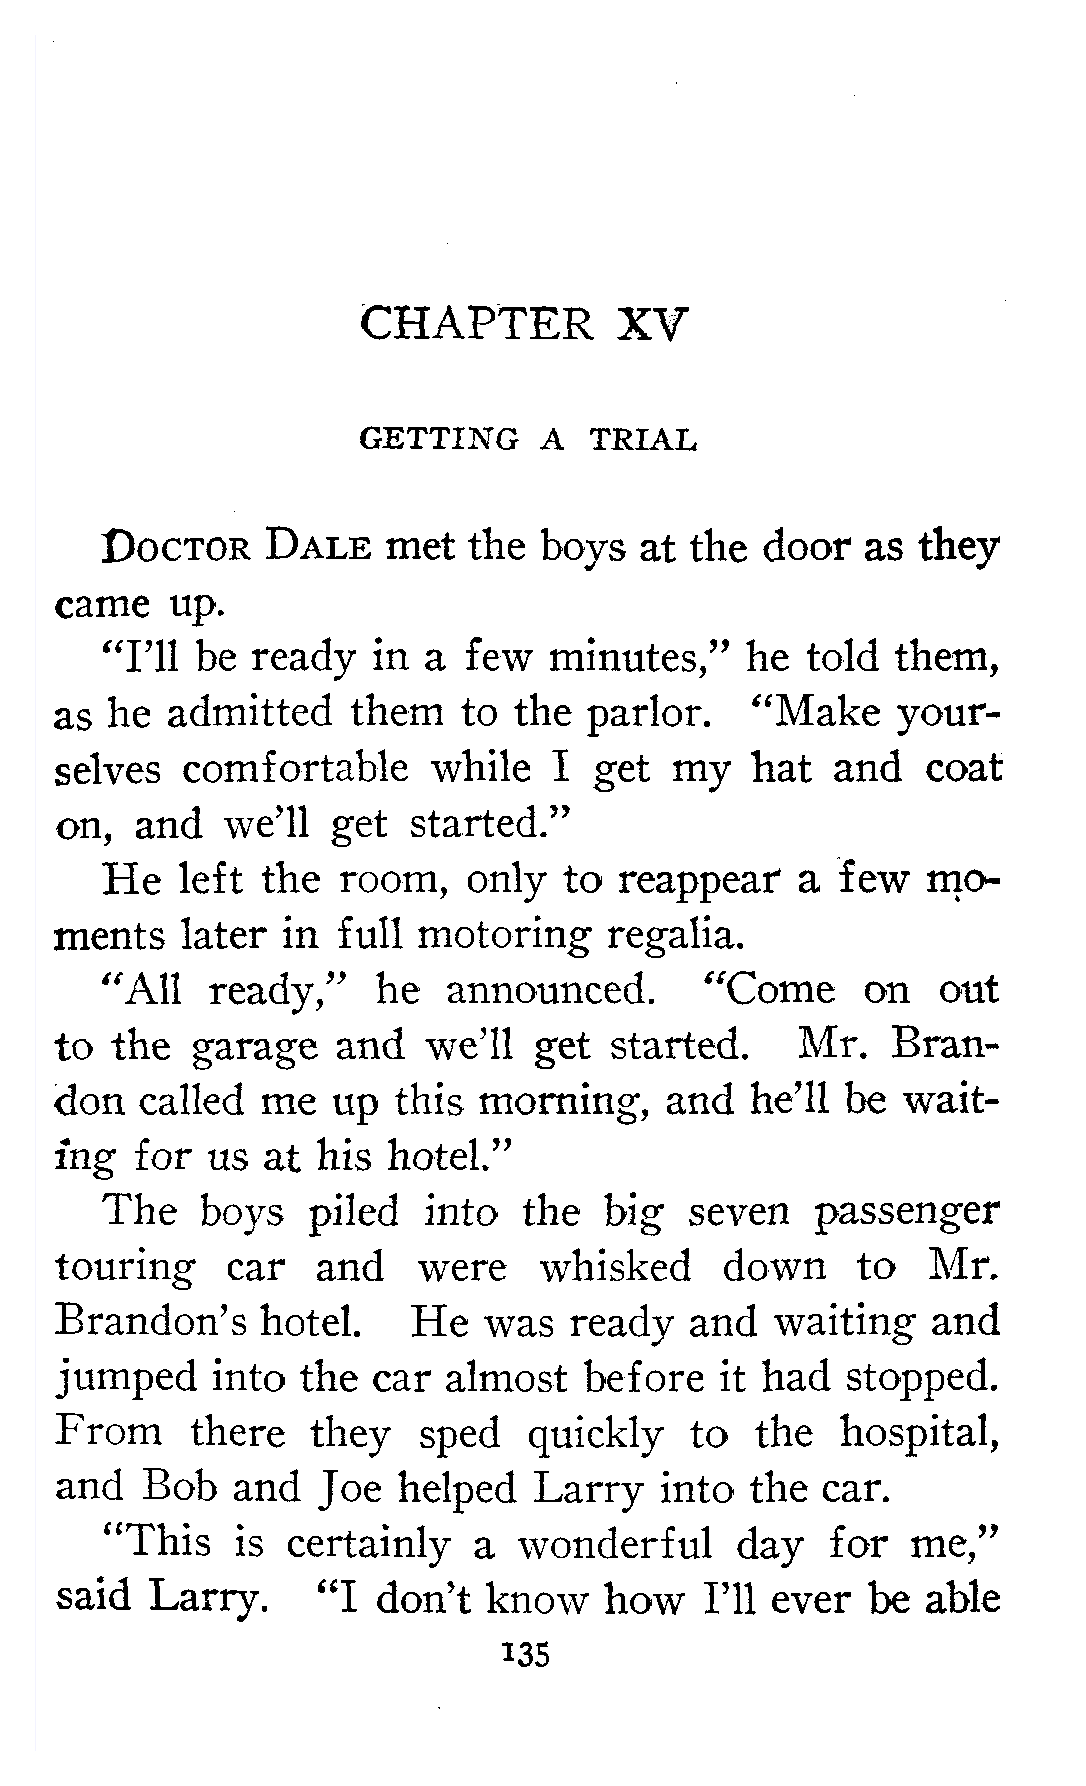 CHAPTER XV
GETTING A TRIAL
DOCTOR DALE met the boys at the door as they
came up.
“I’ll be ready in a few minutes,” he told them,
as he admitted them to the parlor. “Make your-
selves comfortable while I get my hat and coat
on, and we’ll get started.”
He left the room, only to reappear a few mo-
ments later in full motoring regalia.
“All ready,” he announced. “Come on out
to the garage and we’ll get started. Mr. Bran-
don called me up this morning, and he’ll be wait-
ing for us at his hotel.”
The boys piled into the big seven passenger
touring car and were whisked down to Mr.
Brandon’s hotel. He was ready and waiting and
jumped into the car almost before it had stopped.
From there they sped quickly to the hospital,
and Bob and Joe helped Larry into the car.
“This is certainly a wonderful day for me,”
said Larry. “I don’t know how I’ll ever be able
135